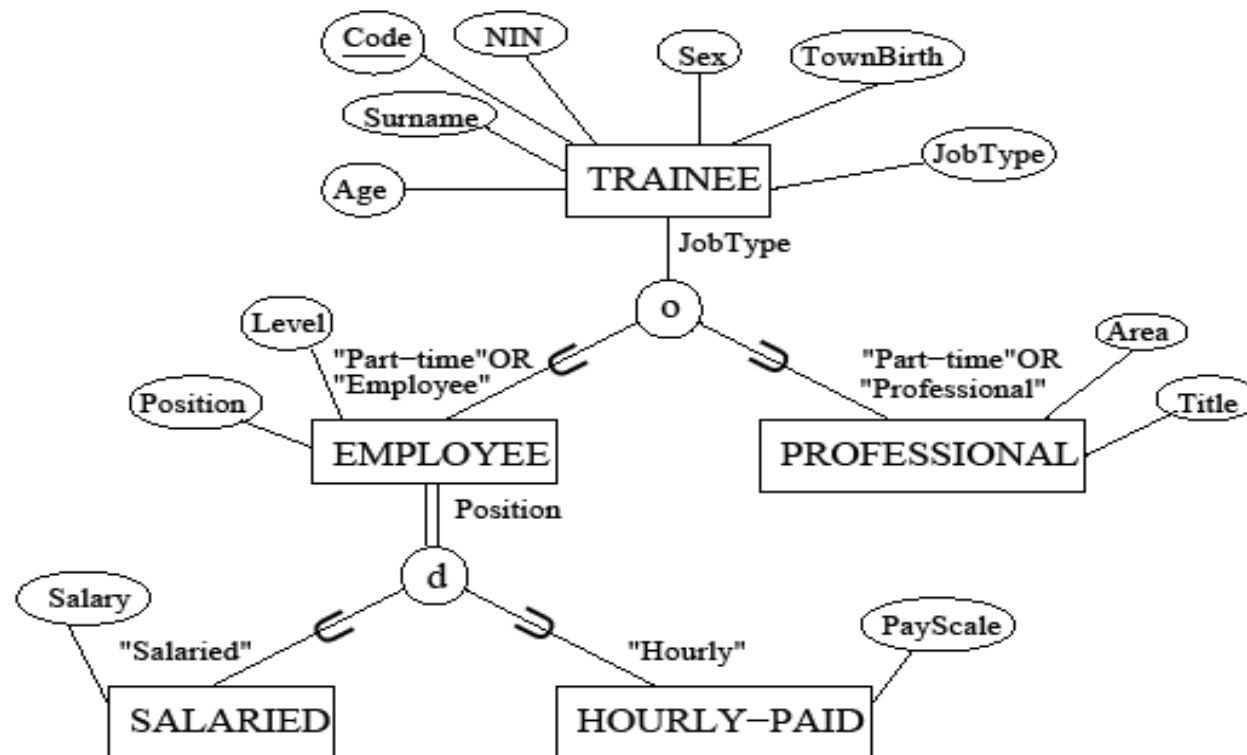 Code
NIN
Sex
TownBirth
Surname
JobType
Age
TRAINEE
JobType
o
Level
"Part−time"OR
"Employee"
"Part−time"OR
"Professional"
Area
Position
Title
EMPLOYEE
PROFESSIONAL
Position
d
Salary
"Salaried"
"Hourly"
PayScale
SALARIED
HOURLY−PAID